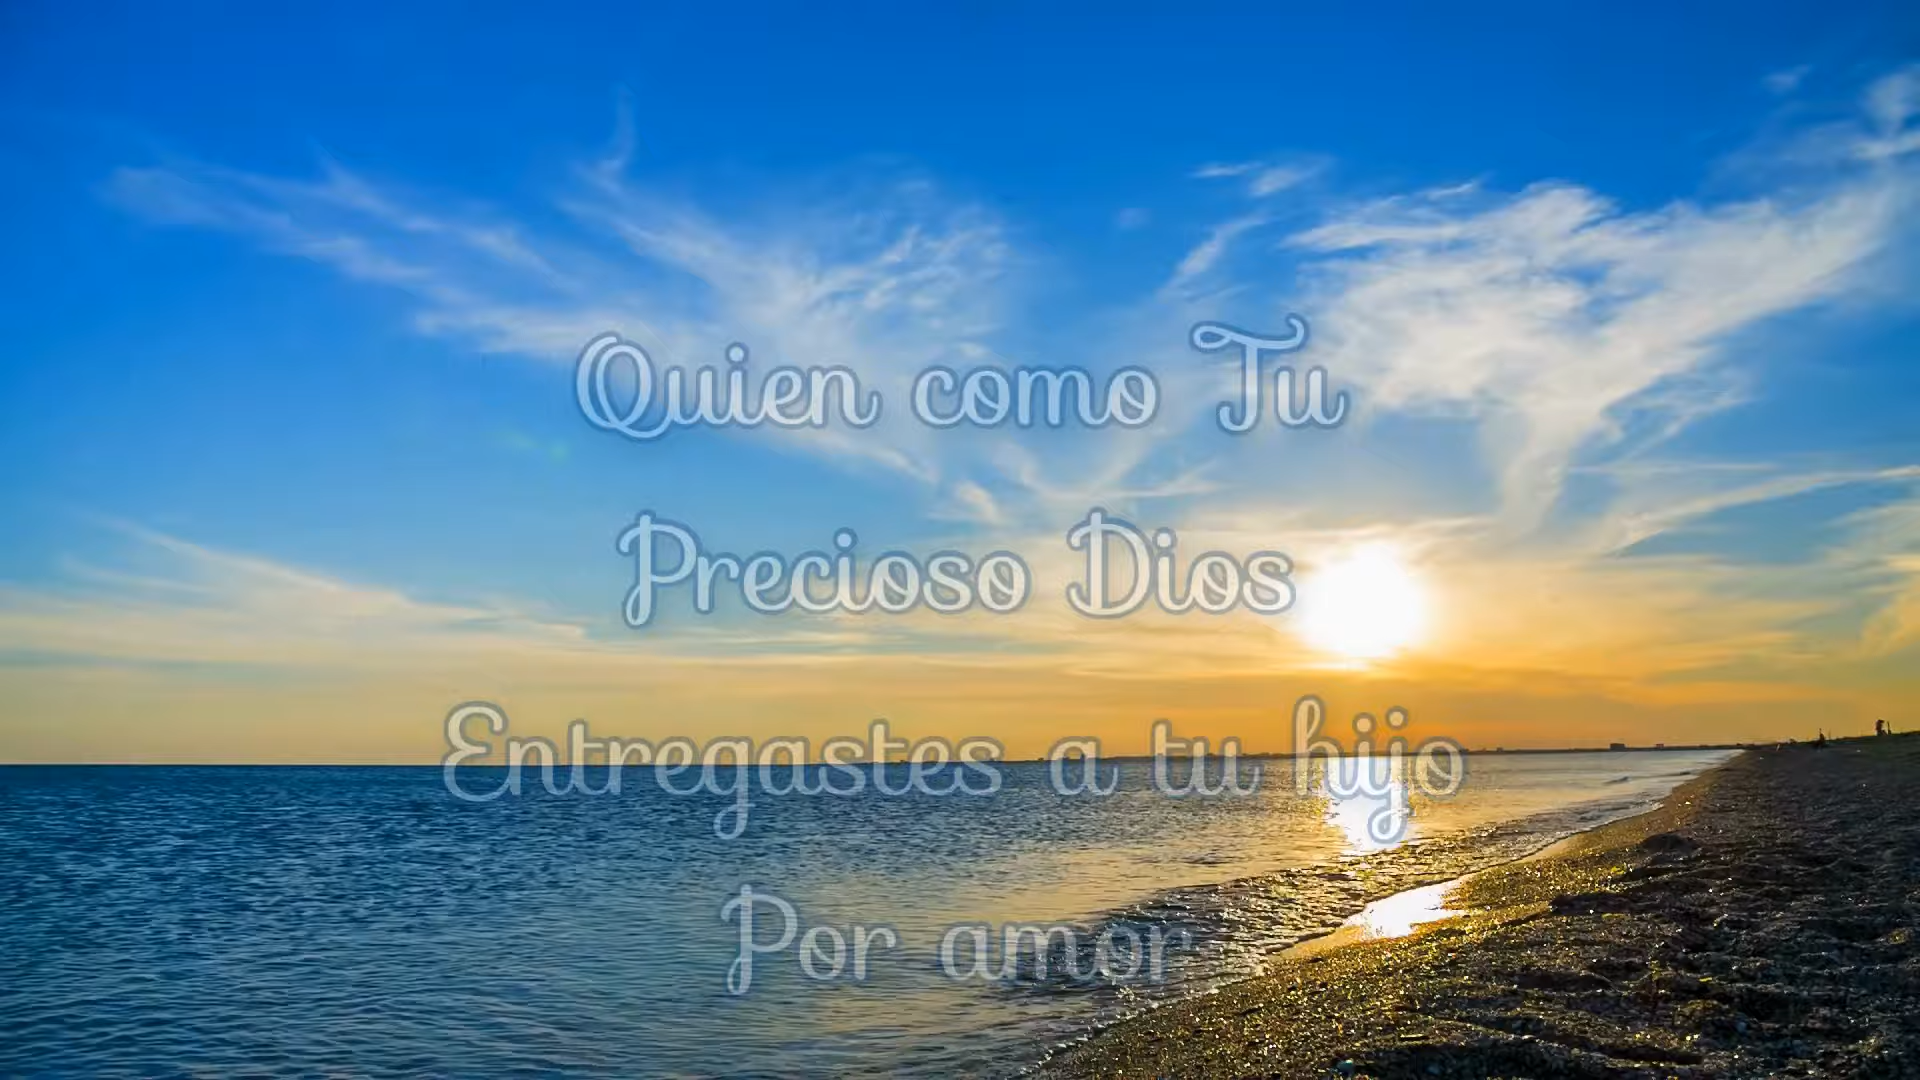 Quien como Tu
Precioso Dios
Entregastes a tu hijo
Por amor